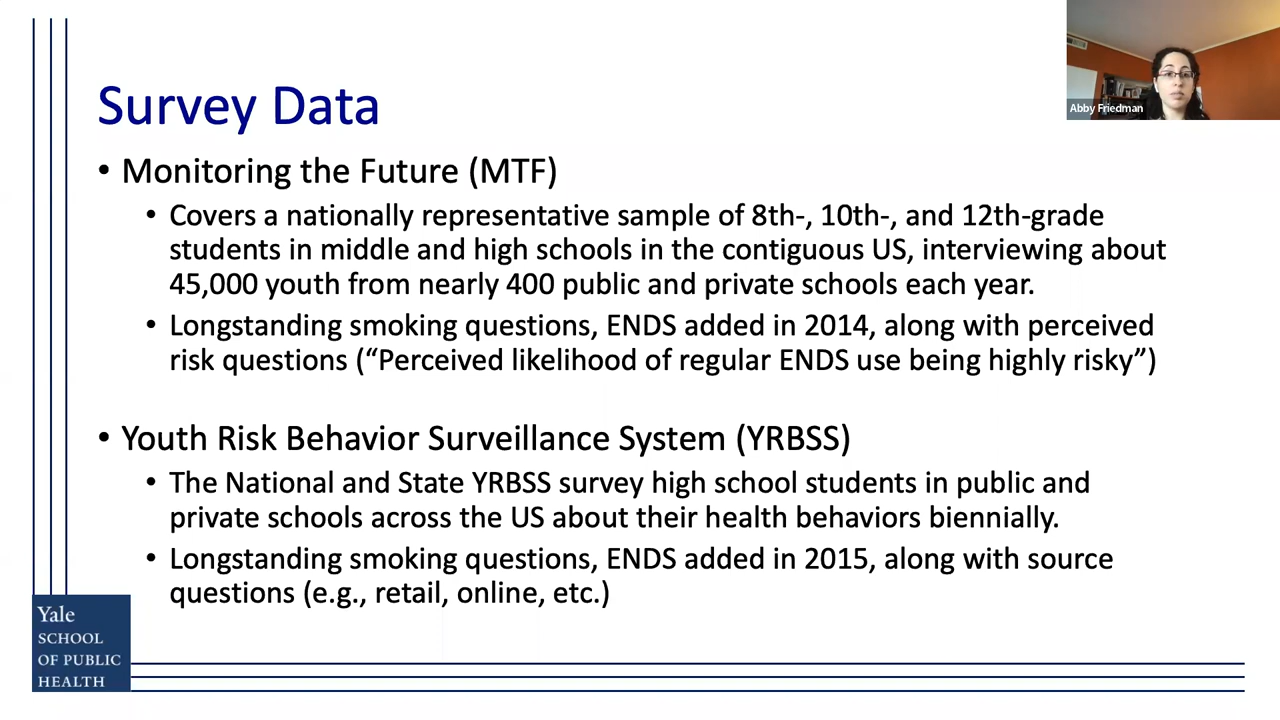 Survey Data
• Monitoring the Future (MTF)
• Covers a nationally representative sample of 8th-, 10th-, and 12th-grade
students in middle and high schools in the contiguous US, interviewing about
45,000 youth from nearly 400 public and private schools each year.
• Longstanding smoking questions, ENDS added in 2014, along with perceived
risk questions (“Perceived likelihood of regular ENDS use being highly risky”)
• Youth Risk Behavior Surveillance System (YRBSS)
• The National and State YRBSS survey high school students in public and
private schools across the US about their health behaviors biennially.
• Longstanding smoking questions, ENDS added in 2015, along with source
questions (e.g., retail, online, etc.)
Yale
SCHOOL
OF PUBLIC
HEALTH
Abby Friedman